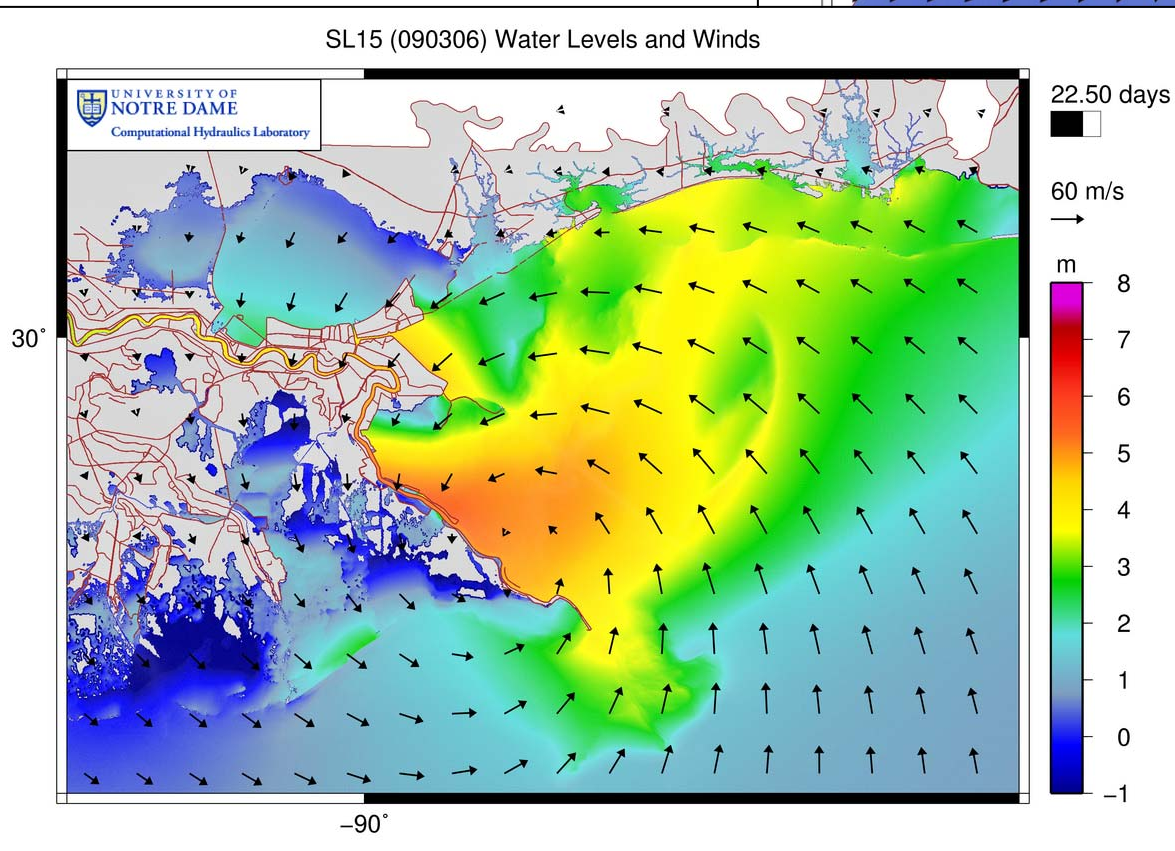 SL15 (090306) Water Levels and Winds
UNIVERSITY OF
NOTRE DAME
Computational Hydraulics Laboratory
22.50 days
60 m/s
m
8
7
6
5
4
3
2
1
0
−1
30°
−90°